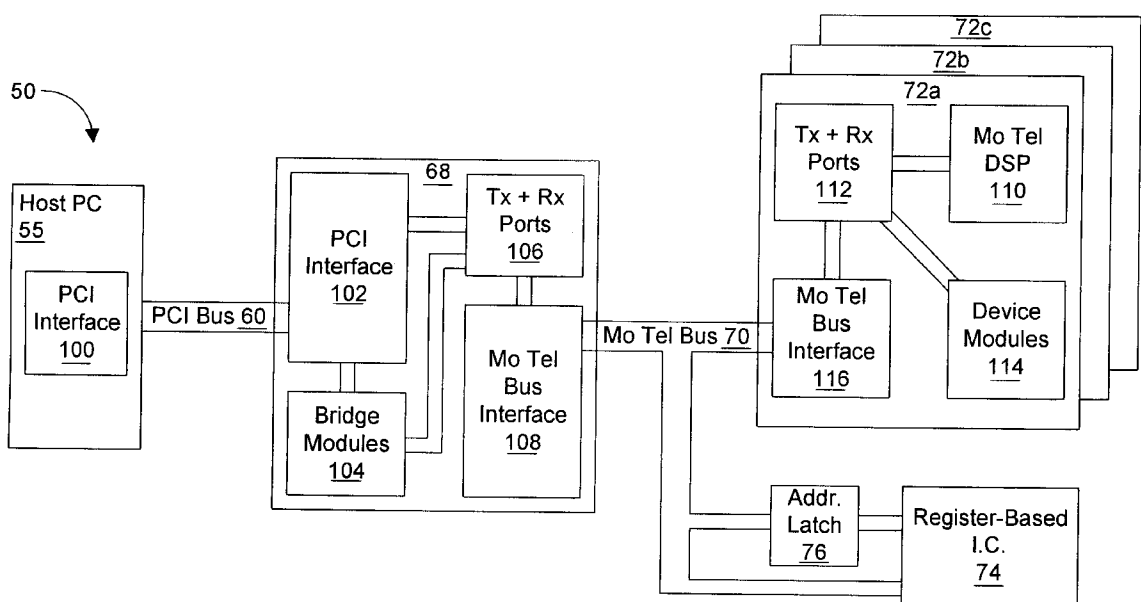 50
Host PC
55
PCI
Interface
100
PCI Bus 60
68
PCI
Interface
102
Tx + Rx
Ports
106
Bridge
Modules
104
Mo Tel
Bus
Interface
108
Mo Tel Bus 70
72c
72b
72a
Tx + Rx
Ports
112
Mo Tel
DSP
110
Mo Tel
Bus
Interface
116
Device
Modules
114
Addr.
Latch
76
Register-Based
I.C.
74